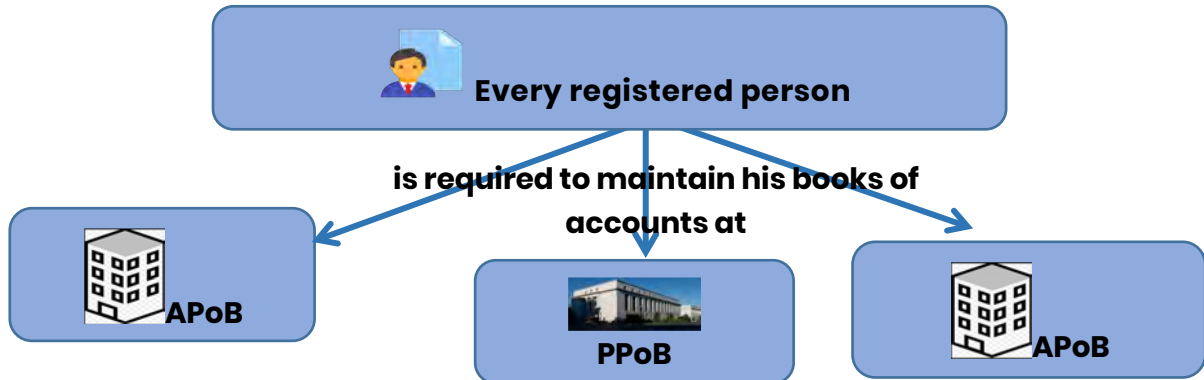 Every registered person
is required to maintain his books of
accounts at
APoB
PPoB
APoB